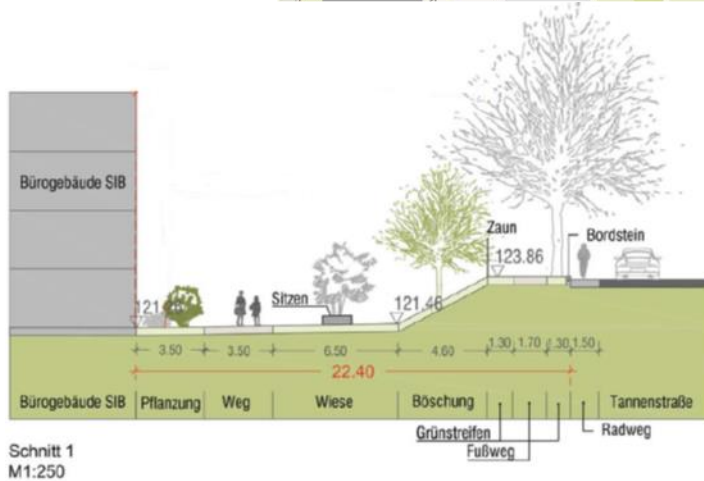 Bürogebäude SIB
Zaun
Bordstein
123.86
Sitzen
121.46
3.50 3.50 6.50 4.60 1.30 1.70 1.30 1.50
22.40
Bürogebäude SIB Pflanzung Weg Wiese Böschung Tannenstraße
Grünstreifen Radweg
Fußweg
Schnitt 1
M1:250